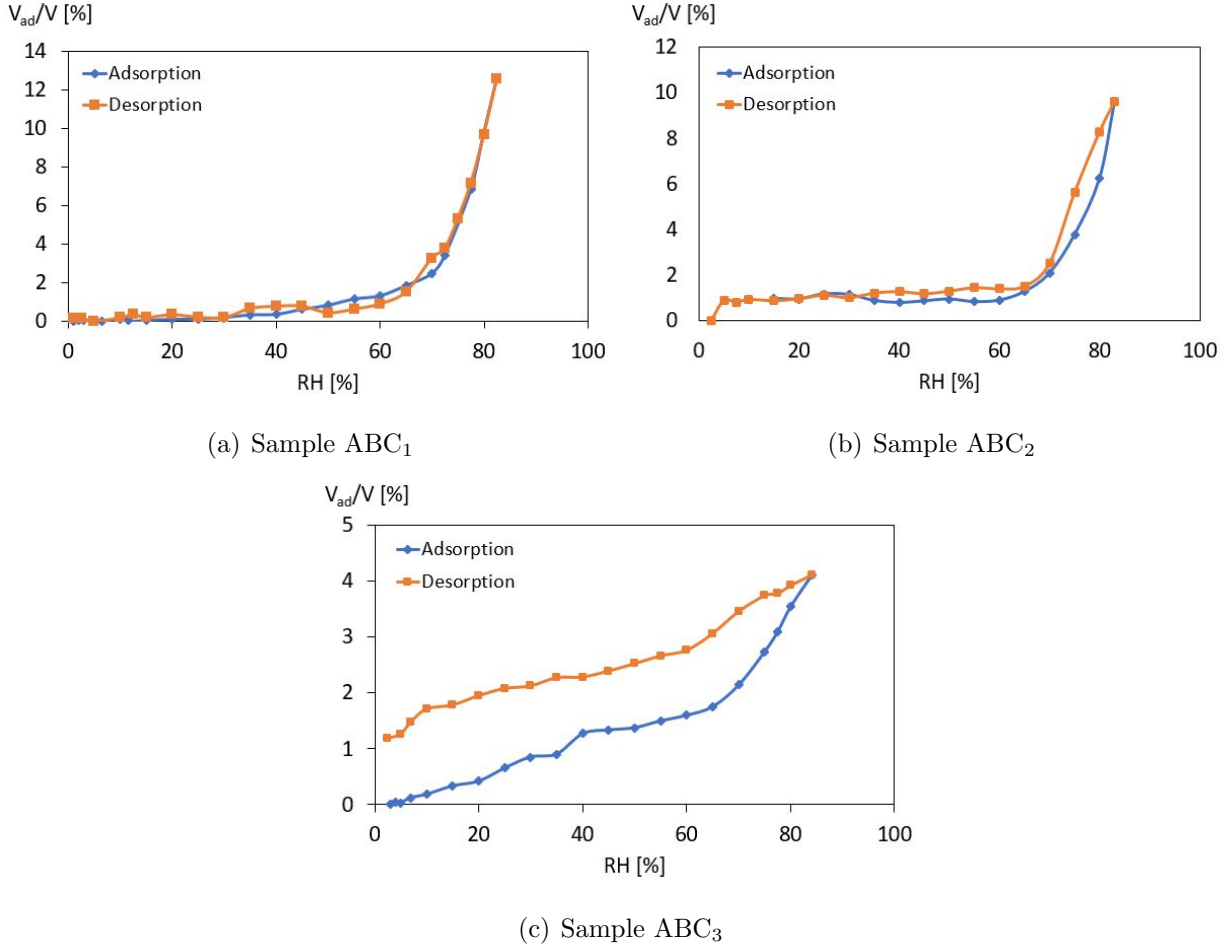 V_ad/V [%]
14
12
10
8
6
4
2
0
Adsorption
Desorption
0 20 40 60 80 100
RH [%]
(a) Sample ABC₁
V_ad/V [%]
12
10
8
6
4
2
0
Adsorption
Desorption
0 20 40 60 80 100
RH [%]
(b) Sample ABC₂
V_ad/V [%]
5
4
3
2
1
0
Adsorption
Desorption
0 20 40 60 80 100
RH [%]
(c) Sample ABC₃